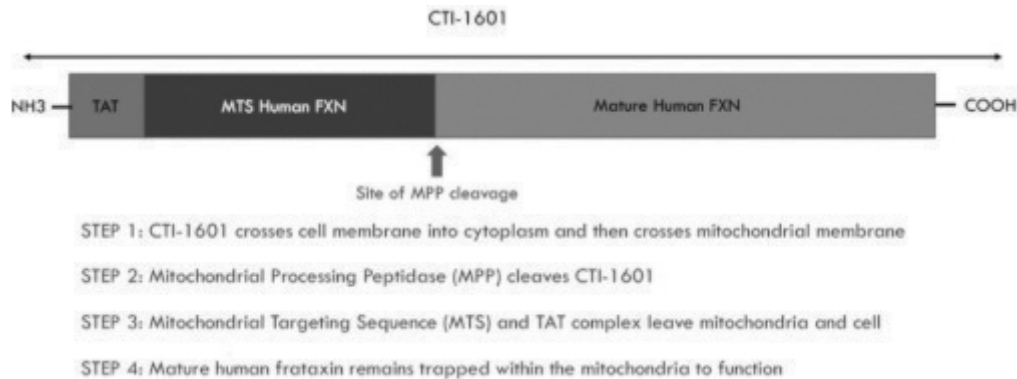 CTI-1601
NH3 TAT MTS Human FXN Mature Human FXN COOH
Site of MPP cleavage
STEP 1: CTI-1601 crosses cell membrane into cytoplasm and then crosses mitochondrial membrane
STEP 2: Mitochondrial Processing Peptidase (MPP) cleaves CTI-1601
STEP 3: Mitochondrial Targeting Sequence (MTS) and TAT complex leave mitochondria and cell
STEP 4: Mature human frataxin remains trapped within the mitochondria to function